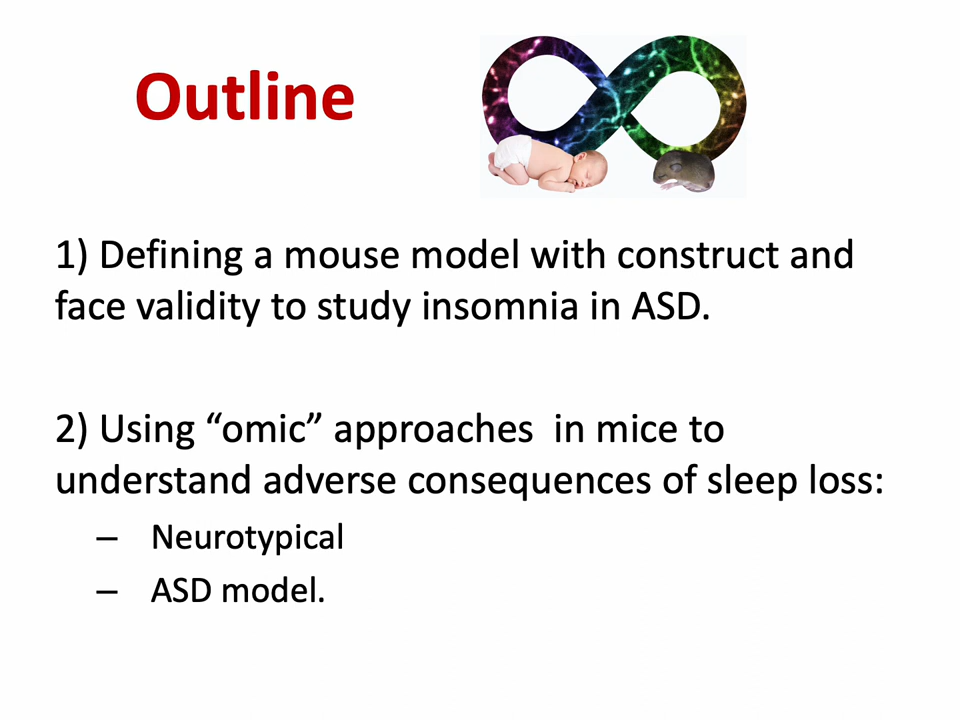 Outline
1) Defining a mouse model with construct and
face validity to study insomnia in ASD.
2) Using “omic” approaches  in mice to
understand adverse consequences of sleep loss:
– Neurotypical
– ASD model.